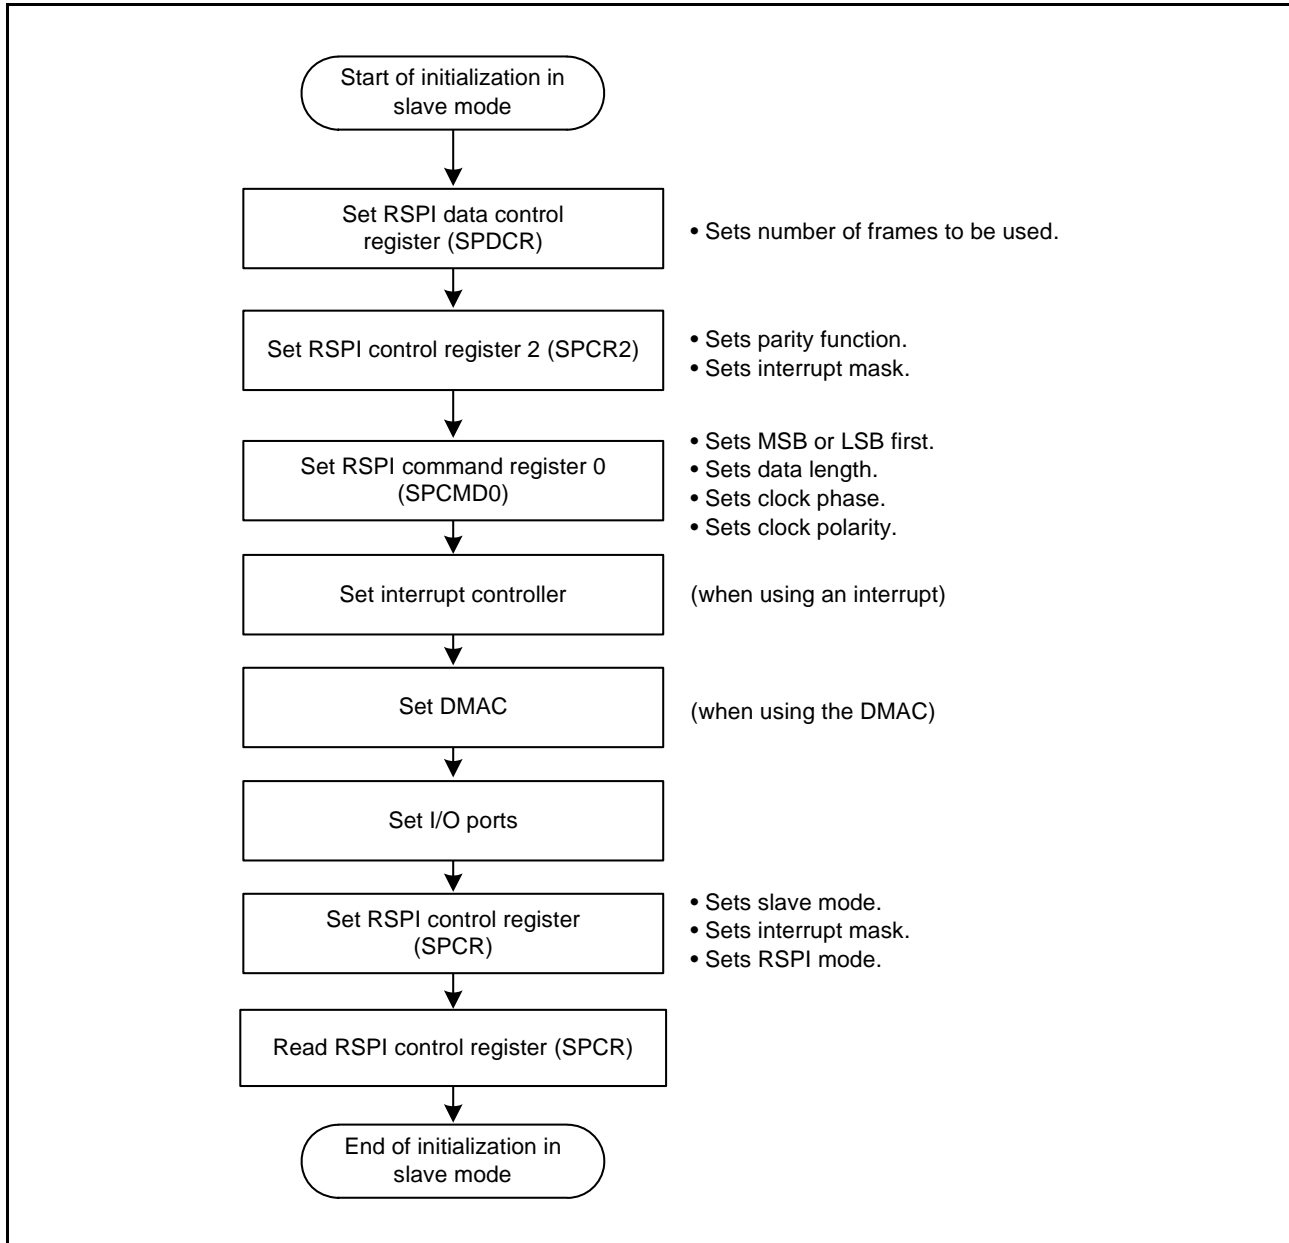 Start of initialization in
slave mode
Set RSPI data control
register (SPDCR)
• Sets number of frames to be used.
Set RSPI control register 2 (SPCR2)
• Sets parity function.
• Sets interrupt mask.
Set RSPI command register 0
(SPCMD0)
• Sets MSB or LSB first.
• Sets data length.
• Sets clock phase.
• Sets clock polarity.
Set interrupt controller
(when using an interrupt)
Set DMAC
(when using the DMAC)
Set I/O ports
Set RSPI control register
(SPCR)
• Sets slave mode.
• Sets interrupt mask.
• Sets RSPI mode.
Read RSPI control register (SPCR)
End of initialization in
slave mode